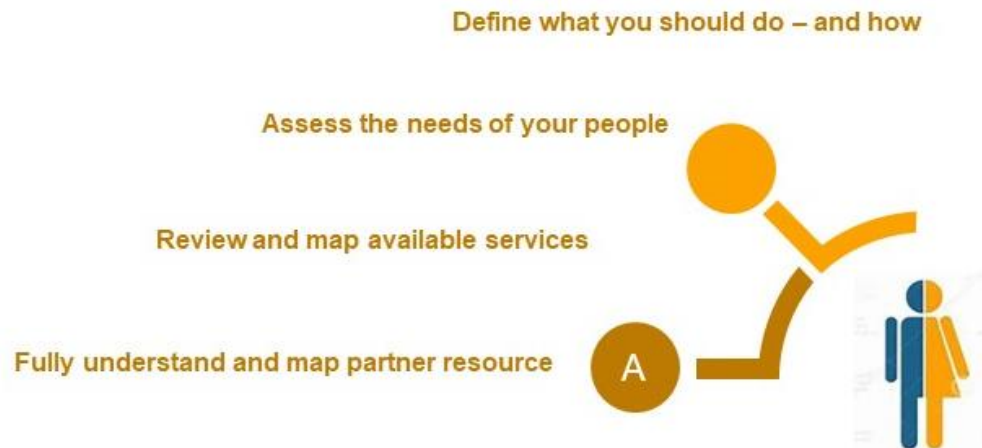 Define what you should do – and how
Assess the needs of your people
Review and map available services
Fully understand and map partner resource
A